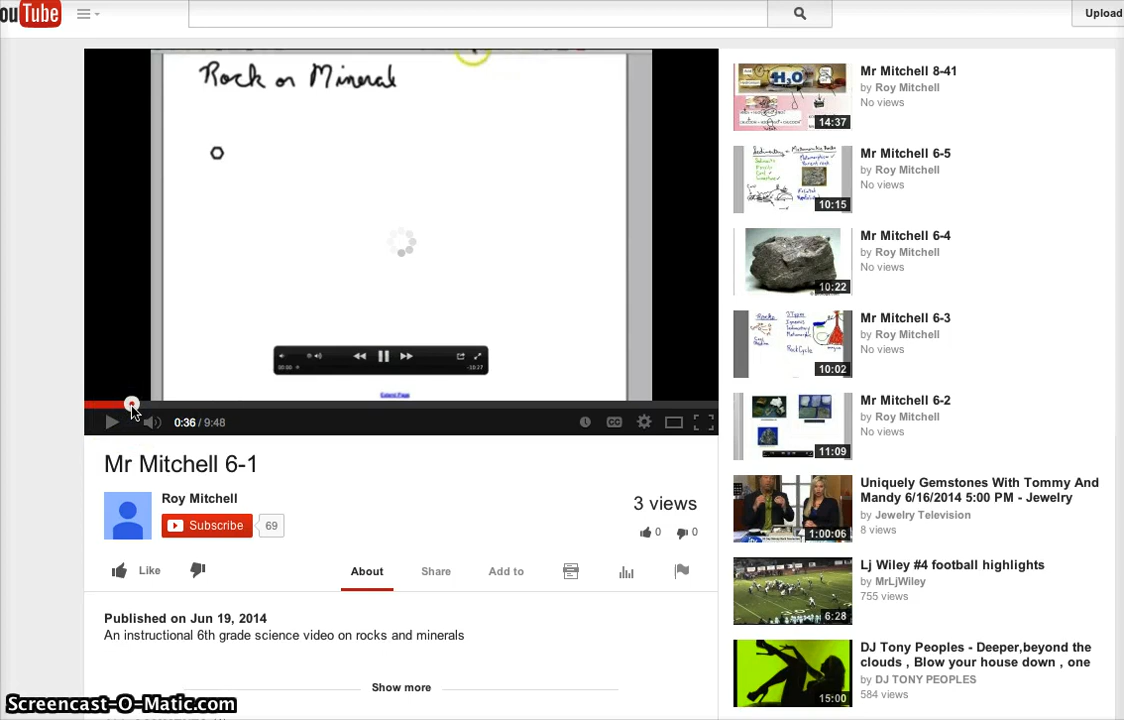 ouTube
Upload
Rock or Mineral
00:00
-10:27
0:36 / 9:48
CC
Mr Mitchell 6-1
Roy Mitchell
Subscribe
69
3 views
0
0
Like
About
Share
Add to
Published on Jun 19, 2014
An instructional 6th grade science video on rocks and minerals
Show more
Screencast-O-Matic.com
H3O
14:37
Mr Mitchell 8-41
by Roy Mitchell
No views
10:15
Mr Mitchell 6-5
by Roy Mitchell
No views
10:22
Mr Mitchell 6-4
by Roy Mitchell
No views
Rocks
10:02
Mr Mitchell 6-3
by Roy Mitchell
No views
11:09
Mr Mitchell 6-2
by Roy Mitchell
No views
1:00:06
Uniquely Gemstones With Tommy And
Mandy 6/16/2014 5:00 PM - Jewelry
by Jewelry Television
8 views
6:28
Lj Wiley #4 football highlights
by MrLjWiley
755 views
15:00
DJ Tony Peoples - Deeper,beyond the
clouds , Blow your house down , one
by DJ TONY PEOPLES
584 views